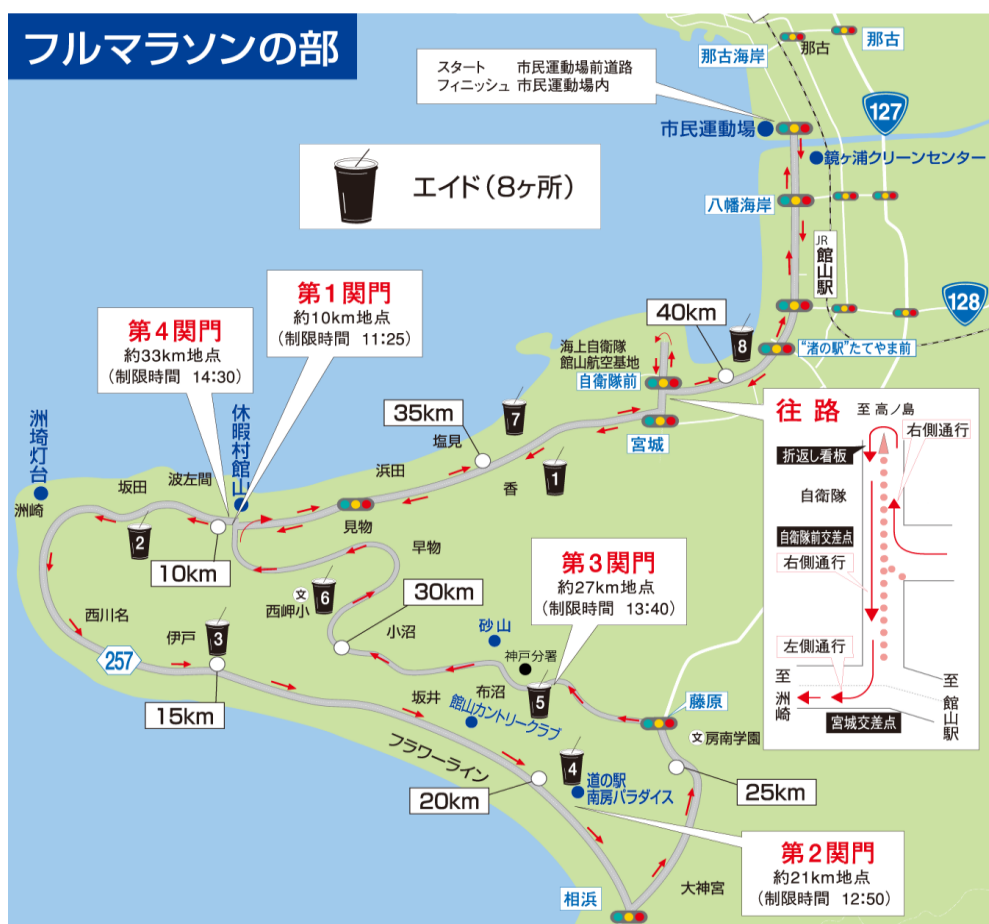 フルマラソンの部
スタート 市民運動場前道路
フィニッシュ 市民運動場内
那古海岸
那古
那古
127
市民運動場
鏡ヶ浦クリーンセンター
エイド(8ヶ所)
八幡海岸
JR館山駅
128
第1関門
約10km地点
(制限時間 11:25)
第4関門
約33km地点
(制限時間 14:30)
40km
8
“渚の駅”たてやま前
海上自衛隊
館山航空基地
自衛隊前
宮城
35km
7
塩見
浜田
香
1
洲埼灯台
洲崎
休暇村館山
坂田
波左間
2
10km
見物
早物
往路
至 高ノ島
右側通行
折返し看板
自衛隊
自衛隊前交差点
右側通行
左側通行
至 洲崎
至 館山駅
宮城交差点
第3関門
約27km地点
(制限時間 13:40)
30km
文
西岬小
6
小沼
砂山
神戸分署
西川名
伊戸
3
257
15km
坂井
布沼
5
館山カントリークラブ
藤原
文
房南学園
フラワーライン
4
道の駅
南房パラダイス
20km
25km
第2関門
約21km地点
(制限時間 12:50)
相浜
大神宮